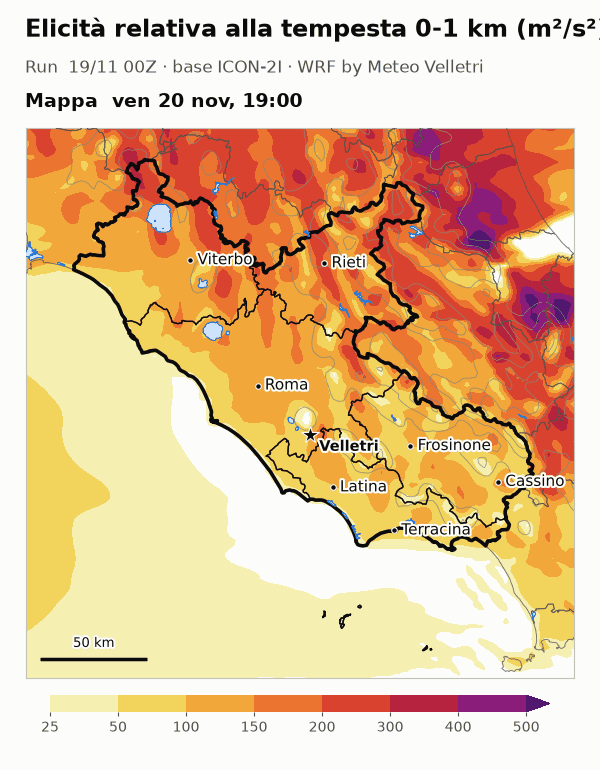 Elicità relativa alla tempesta 0-1 km (m²/s²)
Run 19/11 00Z · base ICON-2I · WRF by Meteo Velletri
Mappa ven 20 nov, 19:00
Viterbo
Rieti
Roma
Velletri
Frosinone
Latina
Cassino
Terracina
50 km
25 50 100 150 200 300 400 500